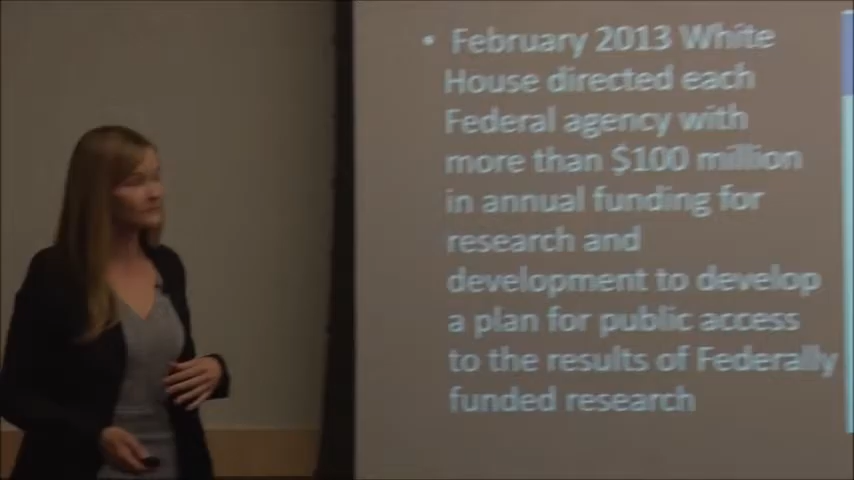 • February 2013 White
House directed each
Federal agency with
more than $100 million
in annual funding for
research and
development to develop
a plan for public access
to the results of Federally
funded research